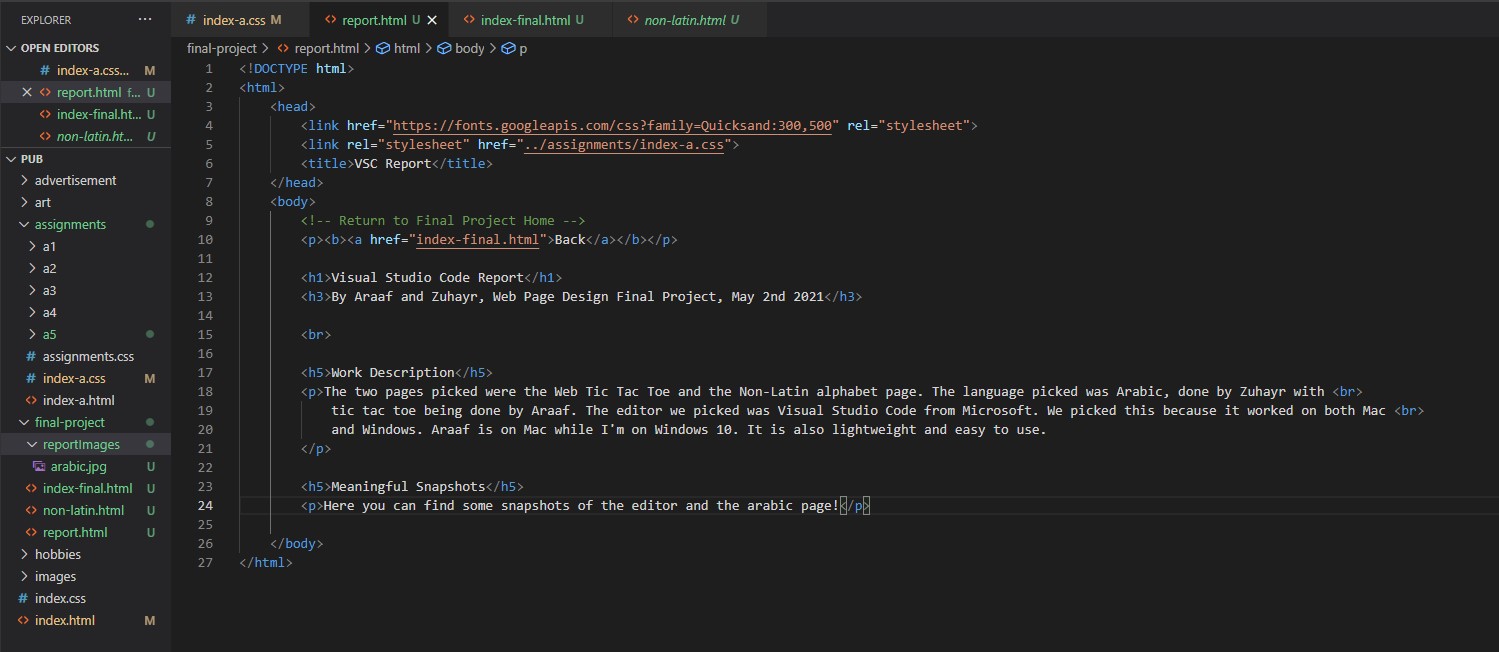 EXPLORER ···
# index-a.css M <> report.html U × <> index-final.html U <> non-latin.html U
OPEN EDITORS
# index-a.css... M
× <> report.html f... U
<> index-final.ht... U
<> non-latin.ht... U
PUB
> advertisement
> art
assignments
> a1
> a2
> a3
> a4
> a5
# assignments.css
# index-a.css M
<> index-a.html
final-project
reportImages
arabic.jpg U
<> index-final.html U
<> non-latin.html U
<> report.html U
> hobbies
> images
# index.css
<> index.html M
final-project > <> report.html > html > body > p
1 <!DOCTYPE html>
2 <html>
3 <head>
4 <link href="https://fonts.googleapis.com/css?family=Quicksand:300,500" rel="stylesheet">
5 <link rel="stylesheet" href="../assignments/index-a.css">
6 <title>VSC Report</title>
7 </head>
8 <body>
9 <!-- Return to Final Project Home -->
10 <p><b><a href="index-final.html">Back</a></b></p>
11
12 <h1>Visual Studio Code Report</h1>
13 <h3>By Araaf and Zuhayr, Web Page Design Final Project, May 2nd 2021</h3>
14
15 <br>
16
17 <h5>Work Description</h5>
18 <p>The two pages picked were the Web Tic Tac Toe and the Non-Latin alphabet page. The language picked was Arabic, done by Zuhayr with <br>
19 tic tac toe being done by Araaf. The editor we picked was Visual Studio Code from Microsoft. We picked this because it worked on both Mac <br>
20 and Windows. Araaf is on Mac while I'm on Windows 10. It is also lightweight and easy to use.
21 </p>
22
23 <h5>Meaningful Snapshots</h5>
24 <p>Here you can find some snapshots of the editor and the arabic page!</p>
25
26 </body>
27 </html>